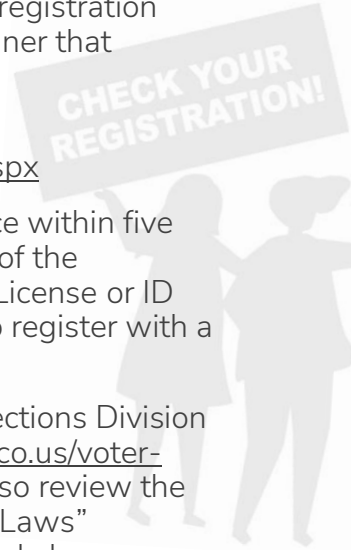 registration
ner that
CHECK YOUR
REGISTRATION!
spx
ce within five
of the
License or ID
o register with a
ections Division
co.us/voter-
so review the
Laws"